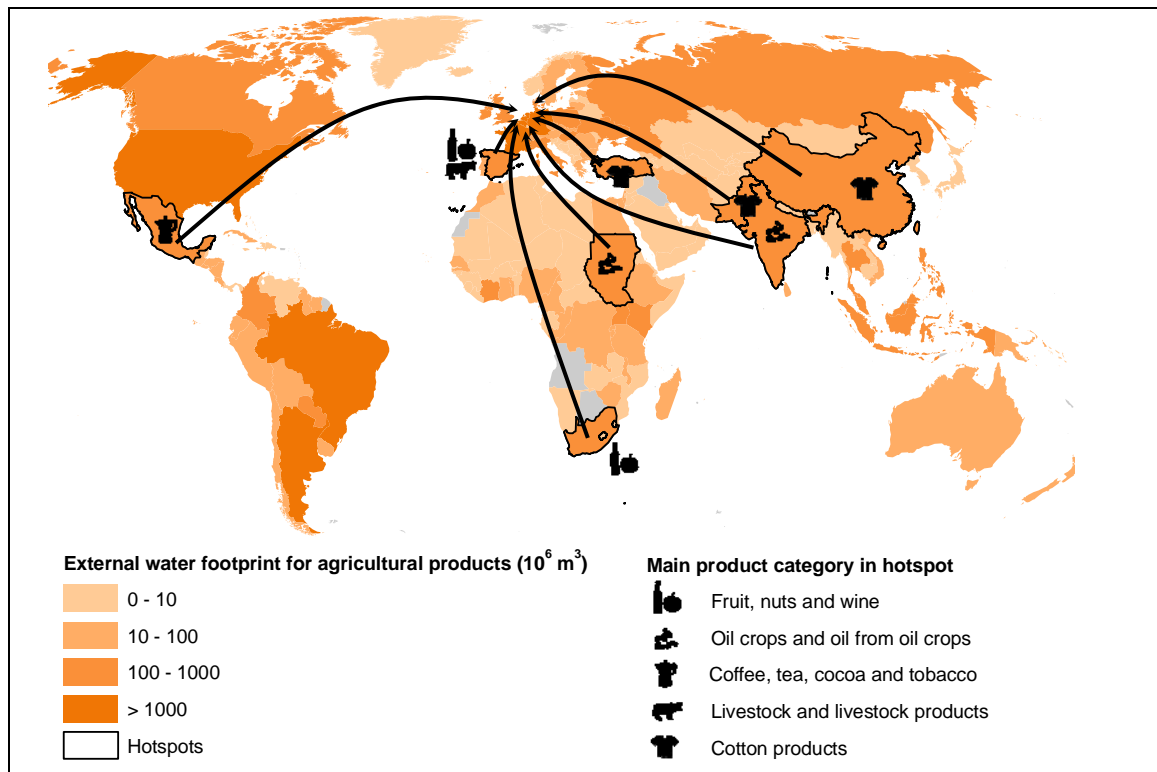 External water footprint for agricultural products (10⁶ m³)
0 - 10
10 - 100
100 - 1000
> 1000
Hotspots
Main product category in hotspot
Fruit, nuts and wine
Oil crops and oil from oil crops
Coffee, tea, cocoa and tobacco
Livestock and livestock products
Cotton products